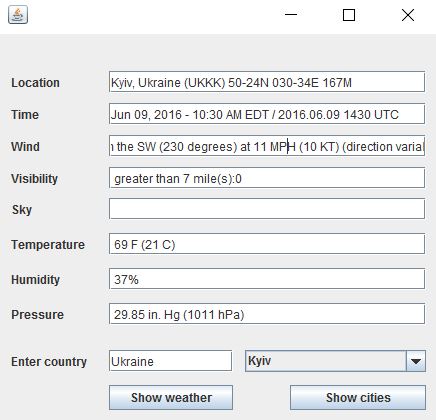 Location Kyiv, Ukraine (UKKK) 50-24N 030-34E 167M
Time Jun 09, 2016 - 10:30 AM EDT / 2016.06.09 1430 UTC
Wind the SW (230 degrees) at 11 MPH (10 KT) (direction
Visibility greater than 7 mile(s):0
Sky
Temperature 69 F (21 C)
Humidity 37%
Pressure 29.85 in. Hg (1011 hPa)
Enter country Ukraine Kyiv
Show weather Show cities